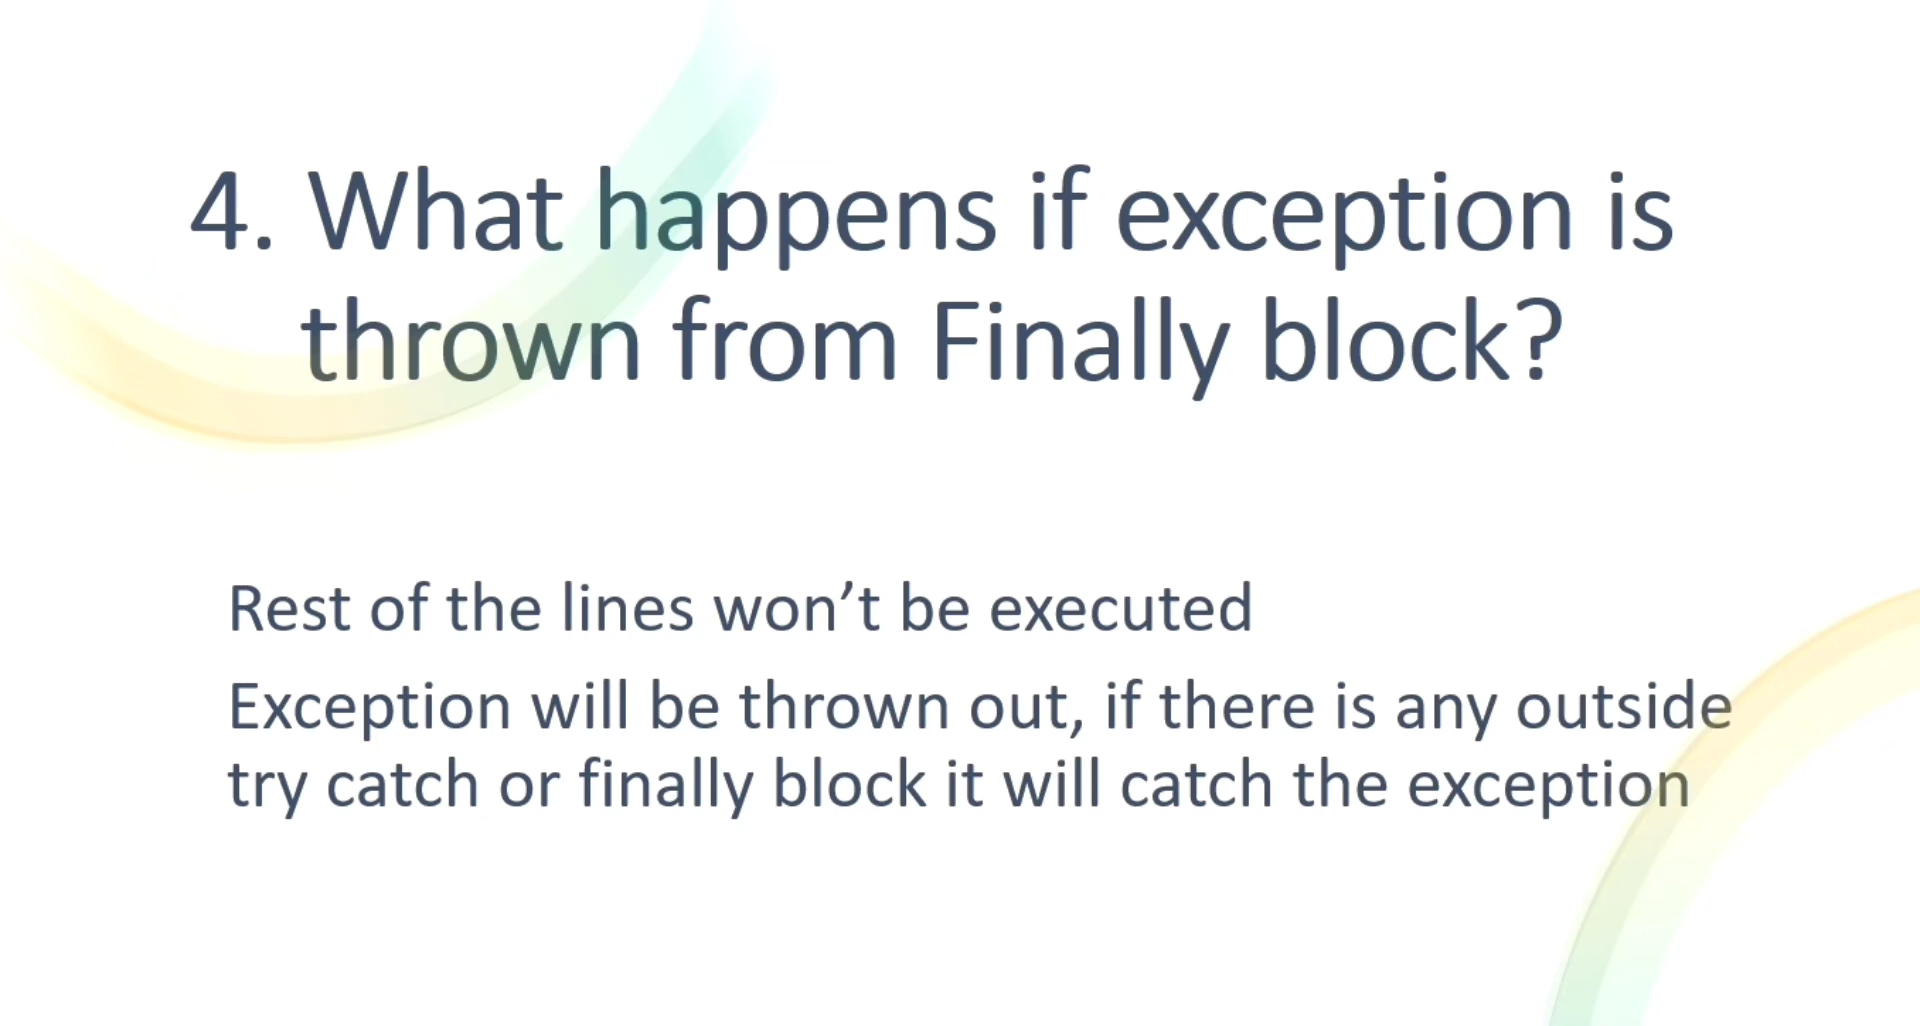 4. What happens if exception is
thrown from Finally block?
Rest of the lines won’t be executed
Exception will be thrown out, if there is any outside
try catch or finally block it will catch the exception